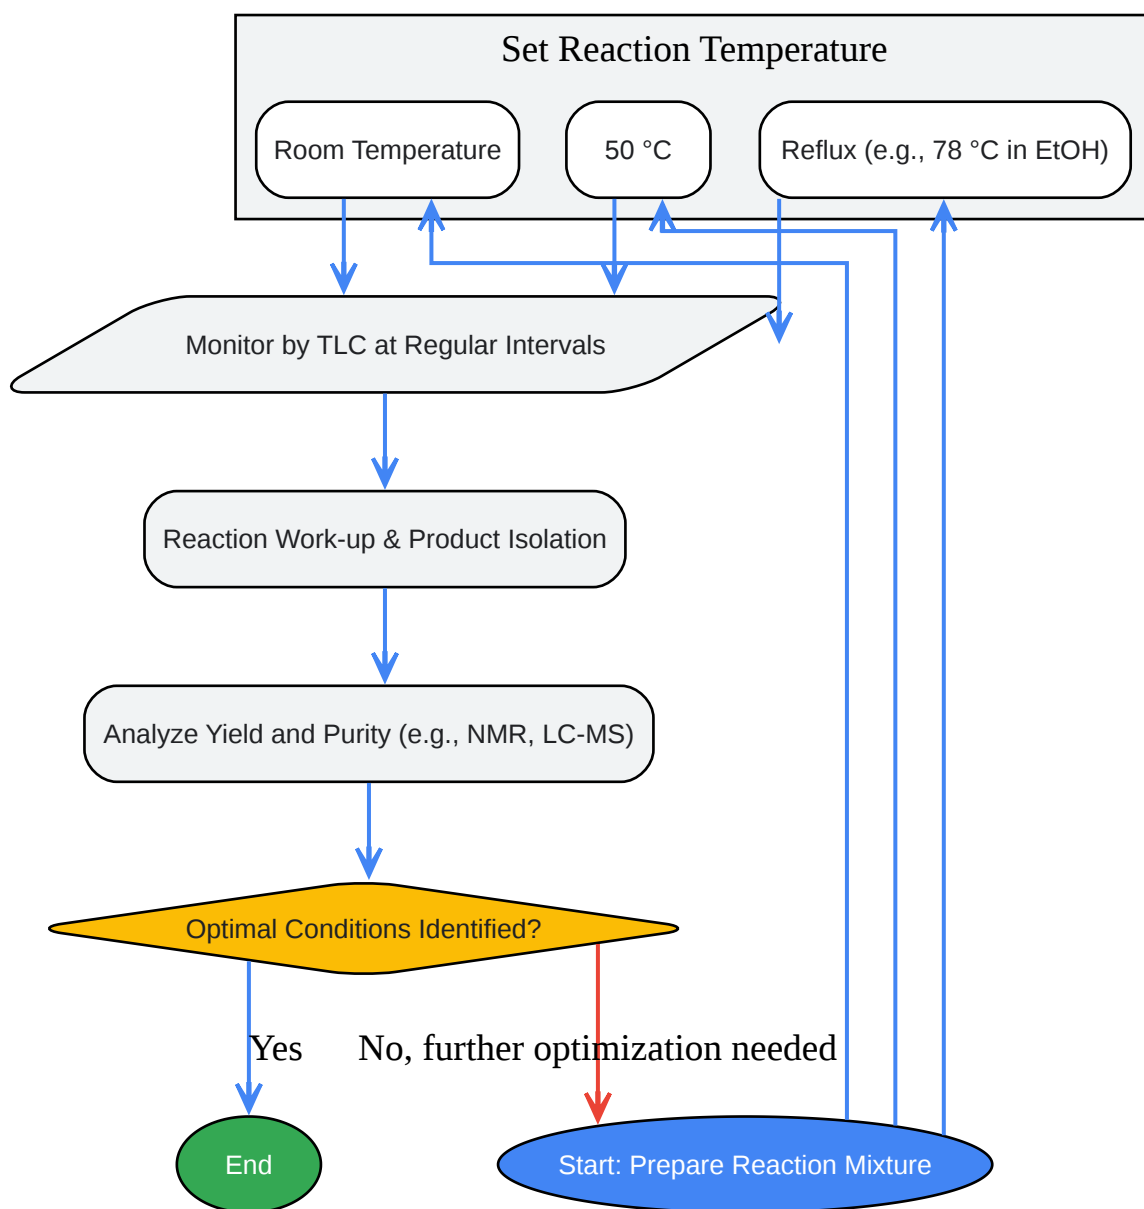 Set Reaction Temperature
Room Temperature
50 °C
Reflux (e.g., 78 °C in EtOH)
Monitor by TLC at Regular Intervals
Reaction Work-up & Product Isolation
Analyze Yield and Purity (e.g., NMR, LC-MS)
Optimal Conditions Identified?
Yes
No, further optimization needed
End
Start: Prepare Reaction Mixture